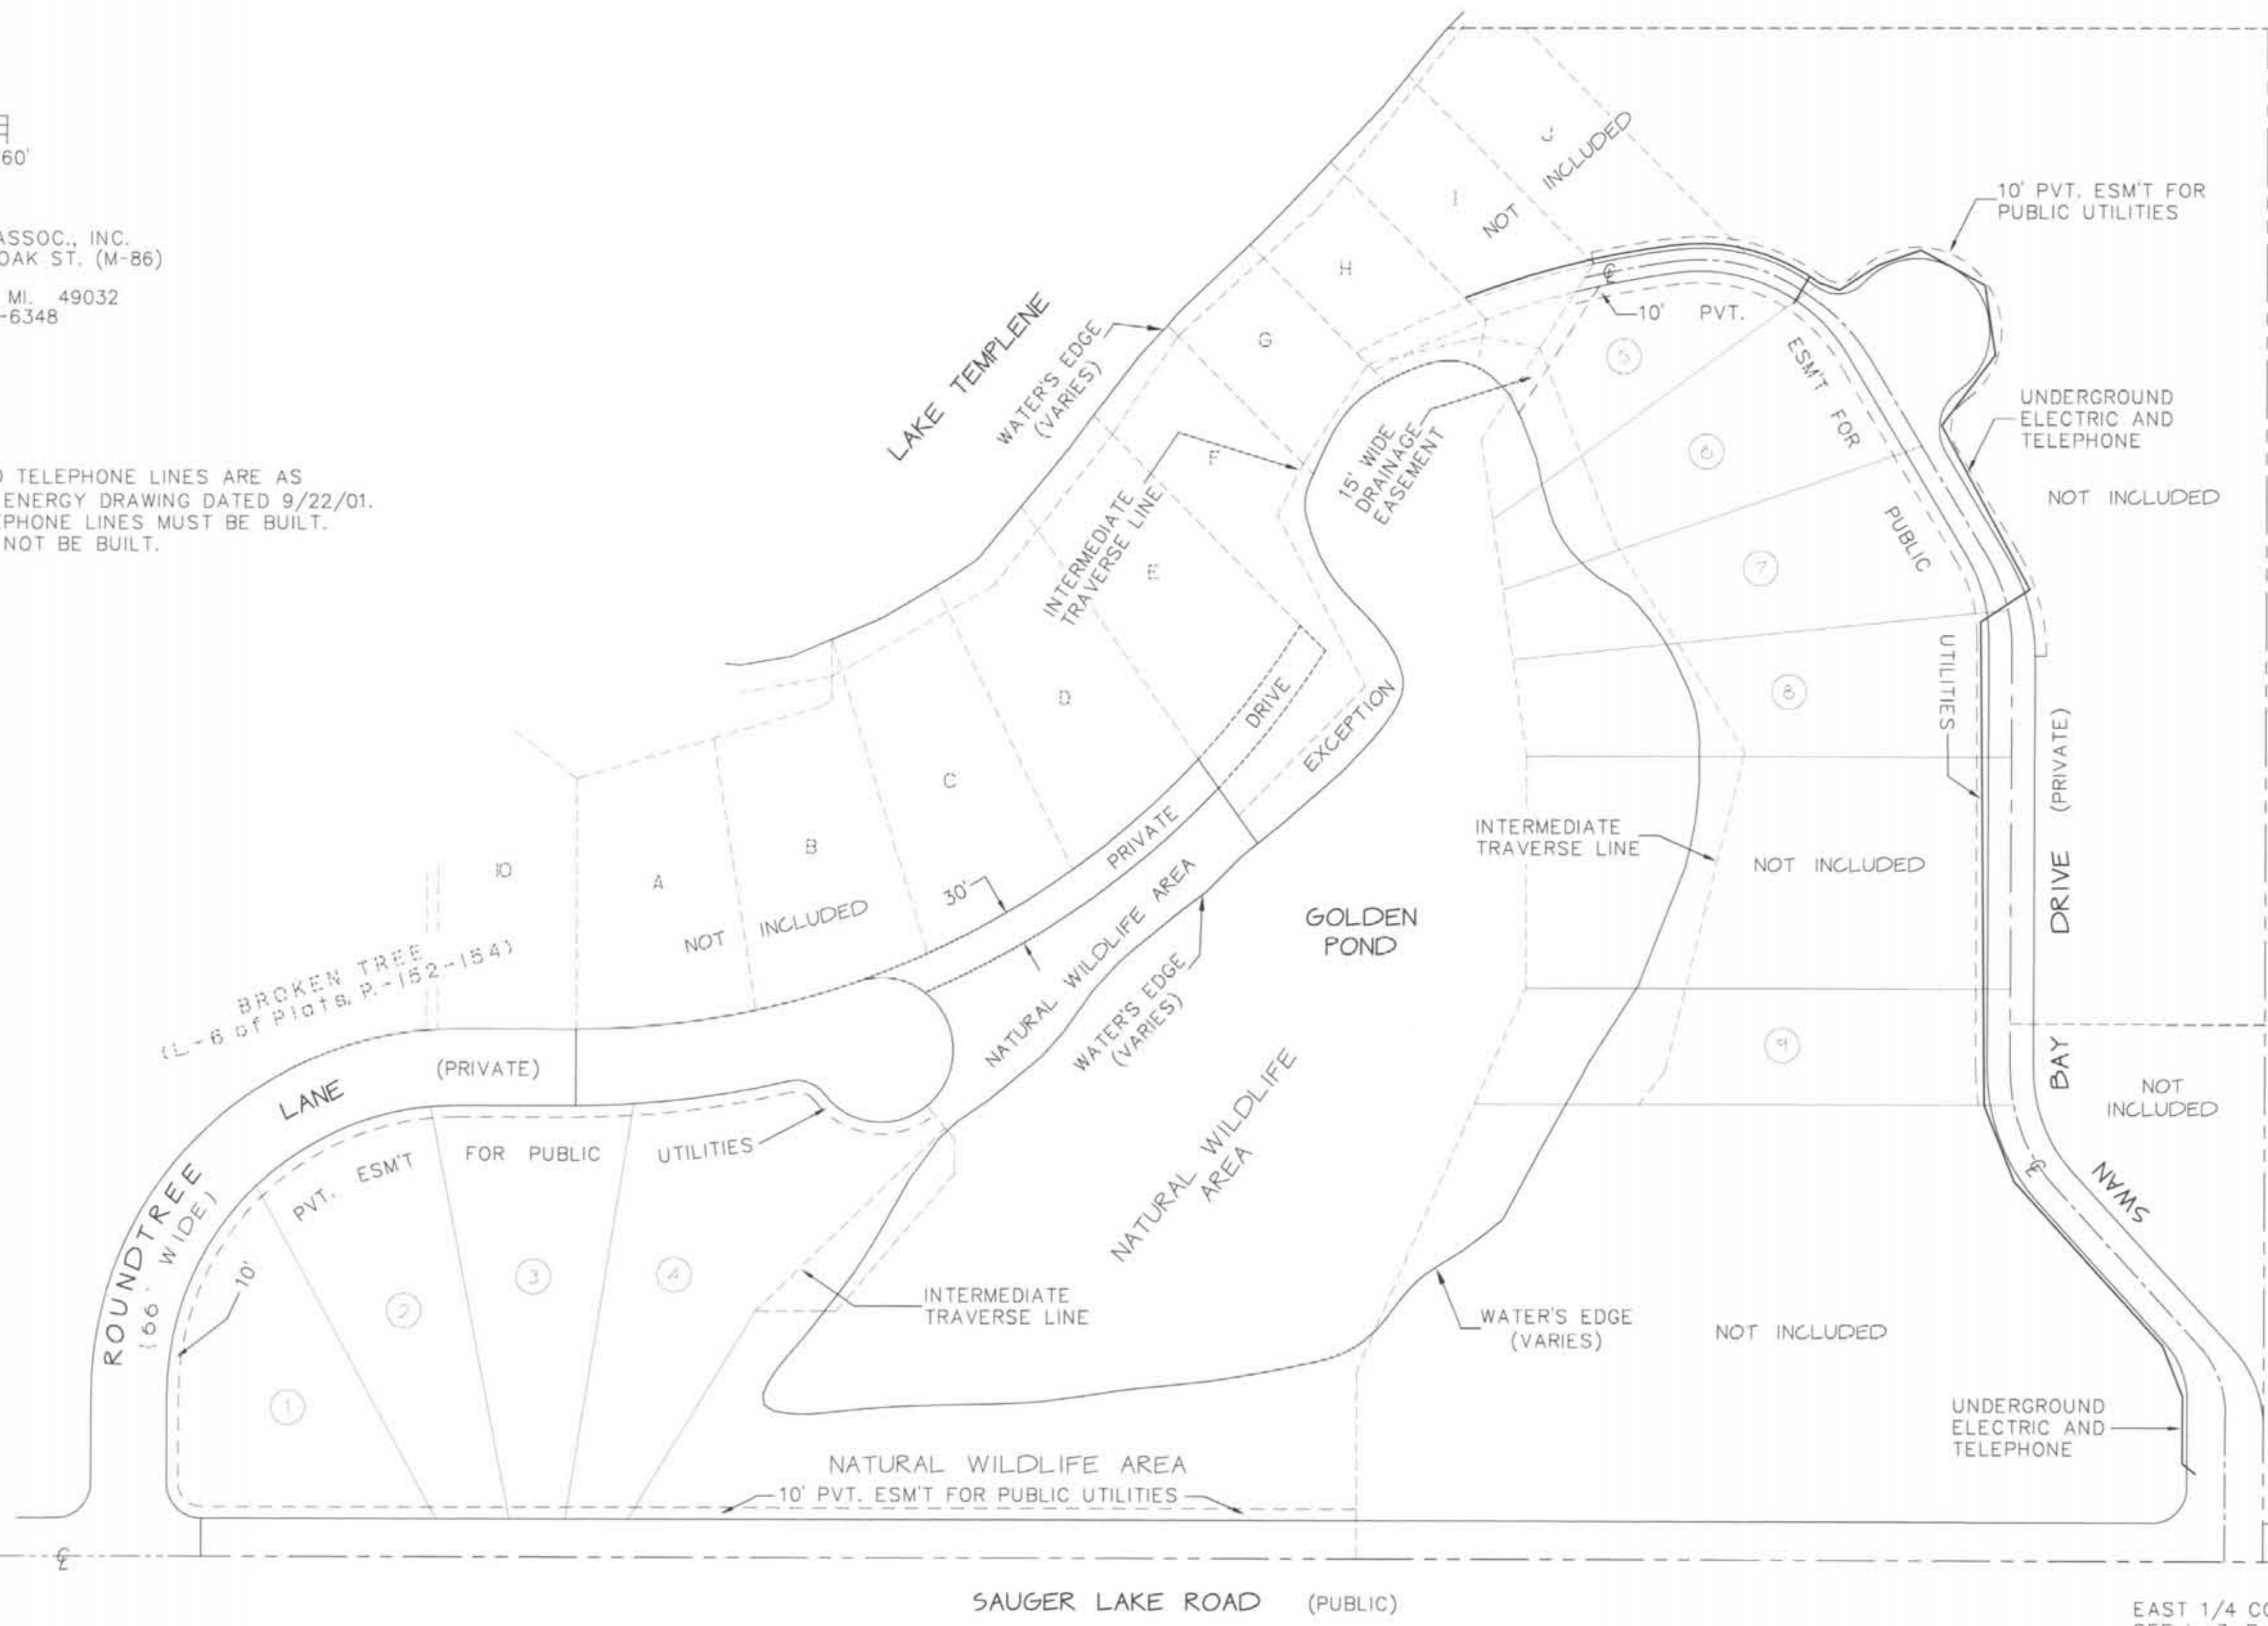 60'
ASSOC., INC.
OAK ST. (M-86)
MI. 49032
-6348
TELEPHONE LINES ARE AS
ENERGY DRAWING DATED 9/22/01.
PHONE LINES MUST BE BUILT.
NOT BE BUILT.
LAKE TEMPLENE
WATER'S EDGE
(VARIES)
INTERMEDIATE
TRAVERSE LINE
15' WIDE
DRAINAGE
EASEMENT
J
I
H
G
F
E
D
C
B
A
10
NOT INCLUDED
10' PVT. ESM'T FOR
PUBLIC UTILITIES
10' PVT.
ESM'T FOR
PUBLIC
UTILITIES
UNDERGROUND
ELECTRIC AND
TELEPHONE
NOT INCLUDED
5
6
7
8
9
DRIVE
EXCEPTION
PRIVATE
30'
NOT INCLUDED
BROKEN TREE
(L-6 of Plats, P.-152-154)
NATURAL WILDLIFE AREA
WATER'S EDGE
(VARIES)
GOLDEN
POND
INTERMEDIATE
TRAVERSE LINE
NOT INCLUDED
SWAN BAY DRIVE (PRIVATE)
NOT
INCLUDED
ROUNDTREE LANE (PRIVATE)
(66' WIDE)
10'
PVT. ESM'T FOR PUBLIC UTILITIES
1
2
3
4
INTERMEDIATE
TRAVERSE LINE
NATURAL WILDLIFE
AREA
WATER'S EDGE
(VARIES)
NOT INCLUDED
UNDERGROUND
ELECTRIC AND
TELEPHONE
NATURAL WILDLIFE AREA
10' PVT. ESM'T FOR PUBLIC UTILITIES
SAUGER LAKE ROAD (PUBLIC)
EAST 1/4